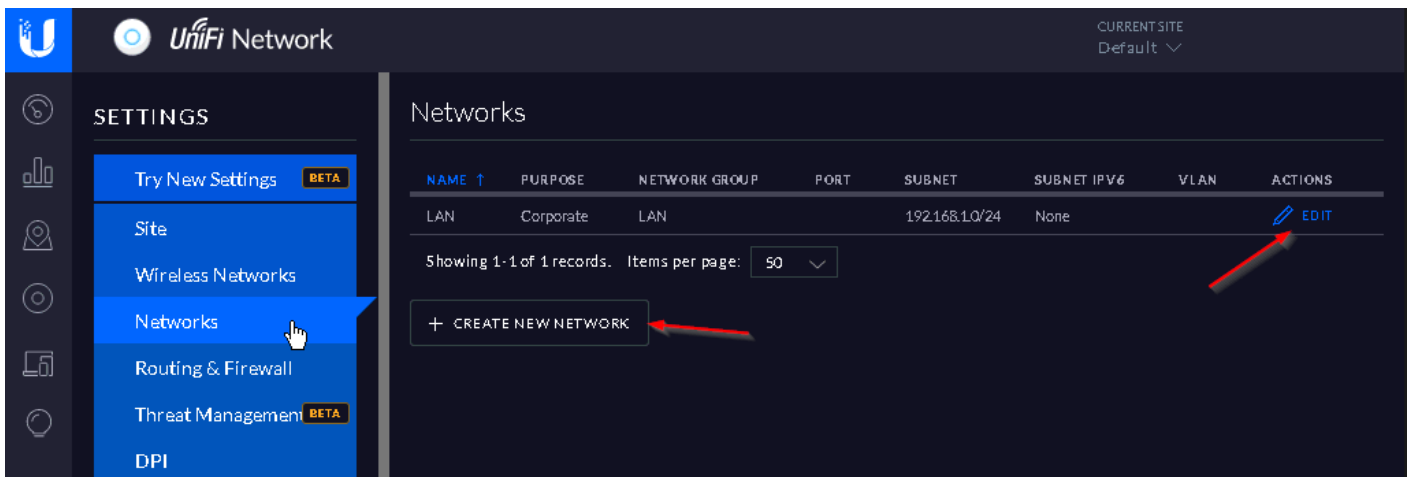 UniFi Network
CURRENT SITE
Default
SETTINGS
Try New Settings BETA
Site
Wireless Networks
Networks
Routing & Firewall
Threat Management BETA
DPI
Networks
NAME ↑ PURPOSE NETWORK GROUP PORT SUBNET SUBNET IPV6 VLAN ACTIONS
LAN Corporate LAN 192.168.1.0/24 None EDIT
Showing 1-1 of 1 records. Items per page: 50
+ CREATE NEW NETWORK